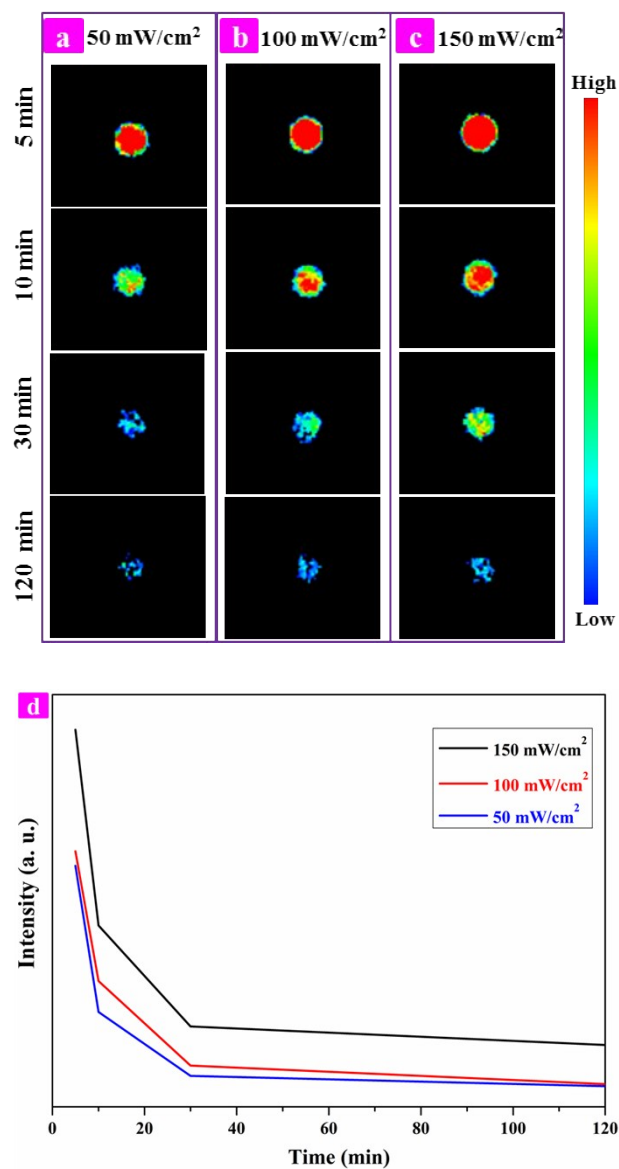 a 50 mW/cm² b 100 mW/cm² c 150 mW/cm²
High
5 min
10 min
30 min
120 min
Low
d
150 mW/cm²
100 mW/cm²
50 mW/cm²
Intensity (a. u.)
0 20 40 60 80 100 120
Time (min)